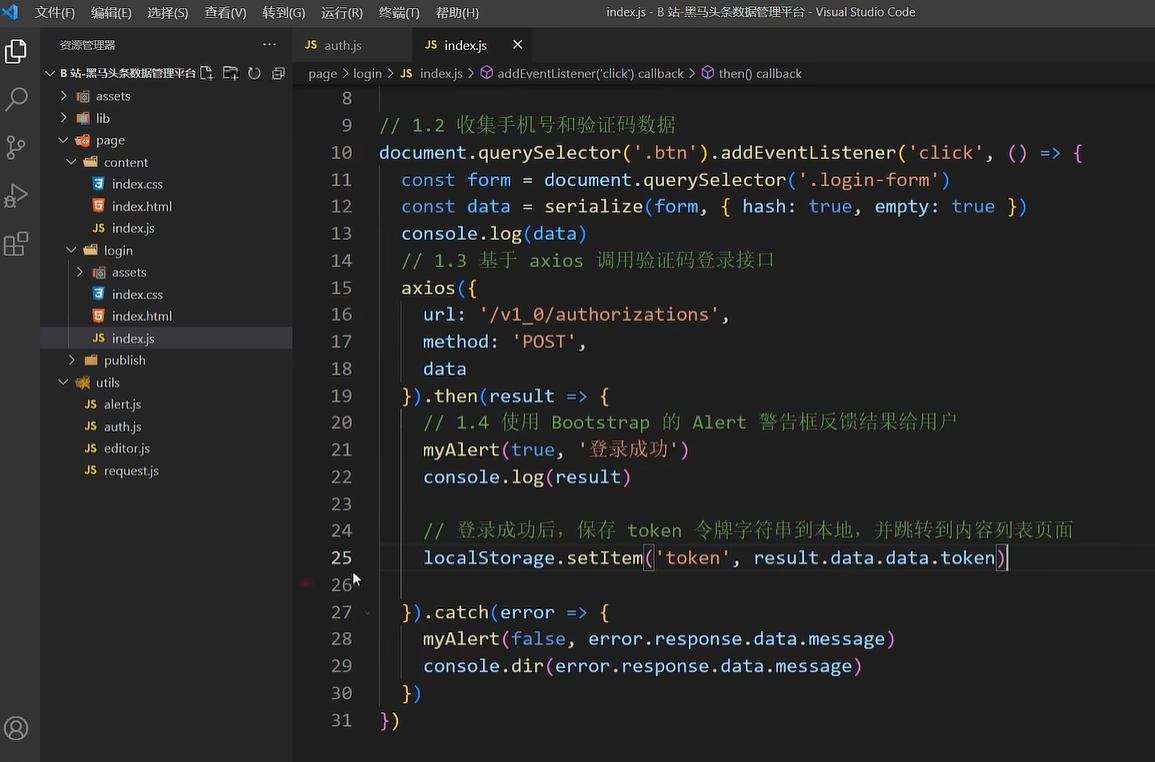 文件(F) 编辑(E) 选择(S) 查看(V) 转到(G) 运行(R) 终端(T) 帮助(H) index.js - B 站-黑马头条数据管理平台 - Visual Studio Code
资源管理器
B 站-黑马头条数据管理平台
assets
lib
page
content
index.css
index.html
JS index.js
login
assets
index.css
index.html
JS index.js
publish
utils
JS alert.js
JS auth.js
JS editor.js
JS request.js
JS auth.js
JS index.js
page > login > JS index.js > addEventListener('click') callback > then() callback
8
9 // 1.2 收集手机号和验证码数据
10 document.querySelector('.btn').addEventListener('click', () => {
11 const form = document.querySelector('.login-form')
12 const data = serialize(form, { hash: true, empty: true })
13 console.log(data)
14 // 1.3 基于 axios 调用验证码登录接口
15 axios({
16 url: '/v1_0/authorizations',
17 method: 'POST',
18 data
19 }).then(result => {
20 // 1.4 使用 Bootstrap 的 Alert 警告框反馈结果给用户
21 myAlert(true, '登录成功')
22 console.log(result)
23
24 // 登录成功后，保存 token 令牌字符串到本地，并跳转到内容列表页面
25 localStorage.setItem('token', result.data.data.token)
26
27 }).catch(error => {
28 myAlert(false, error.response.data.message)
29 console.dir(error.response.data.message)
30 })
31 })